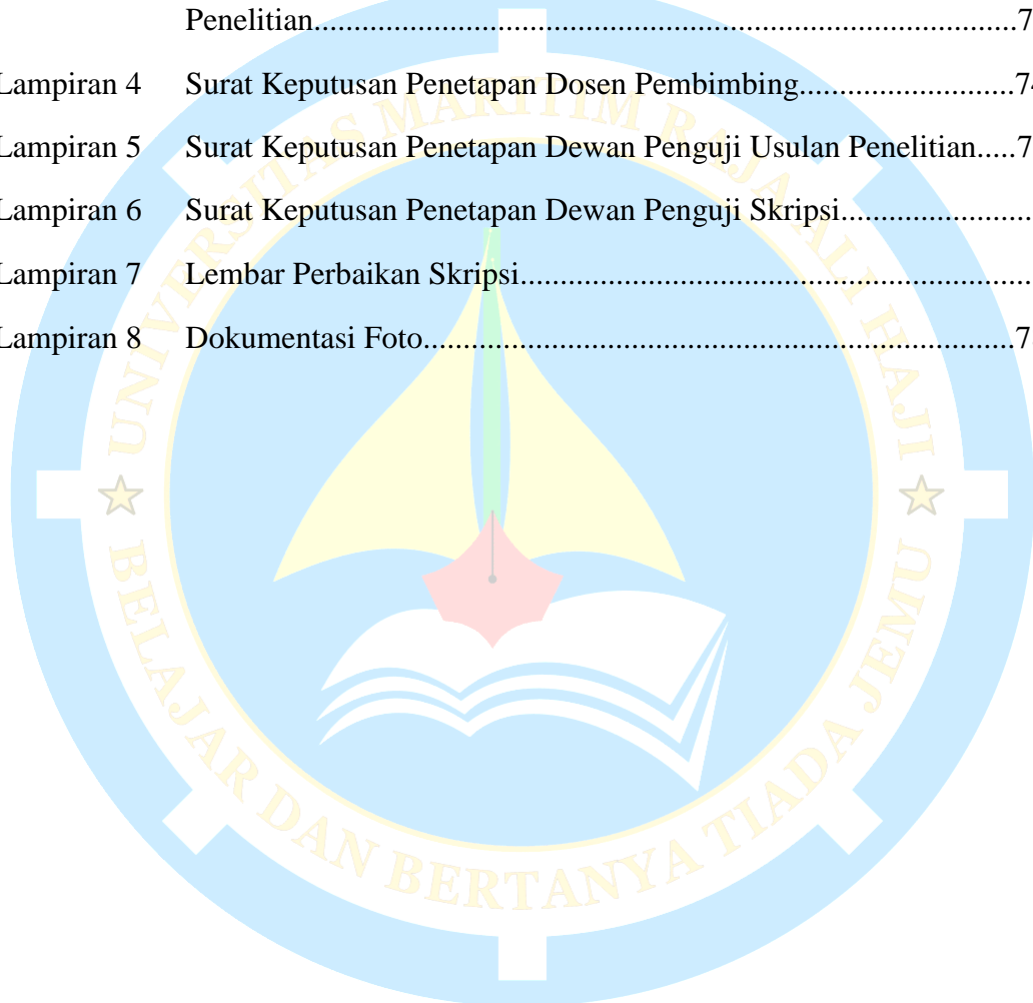 Penelitian..............................................................................................7
Lampiran 4 Surat Keputusan Penetapan Dosen Pembimbing..........................74
Lampiran 5 Surat Keputusan Penetapan Dewan Penguji Usulan Penelitian.....7
Lampiran 6 Surat Keputusan Penetapan Dewan Penguji Skripsi.......................
Lampiran 7 Lembar Perbaikan Skripsi................................................................
Lampiran 8 Dokumentasi Foto..........................................................................7
UNIVERSITAS MARITIM RAJA ALI HAJI
BELAJAR DAN BERTANYA TIADA JEMU